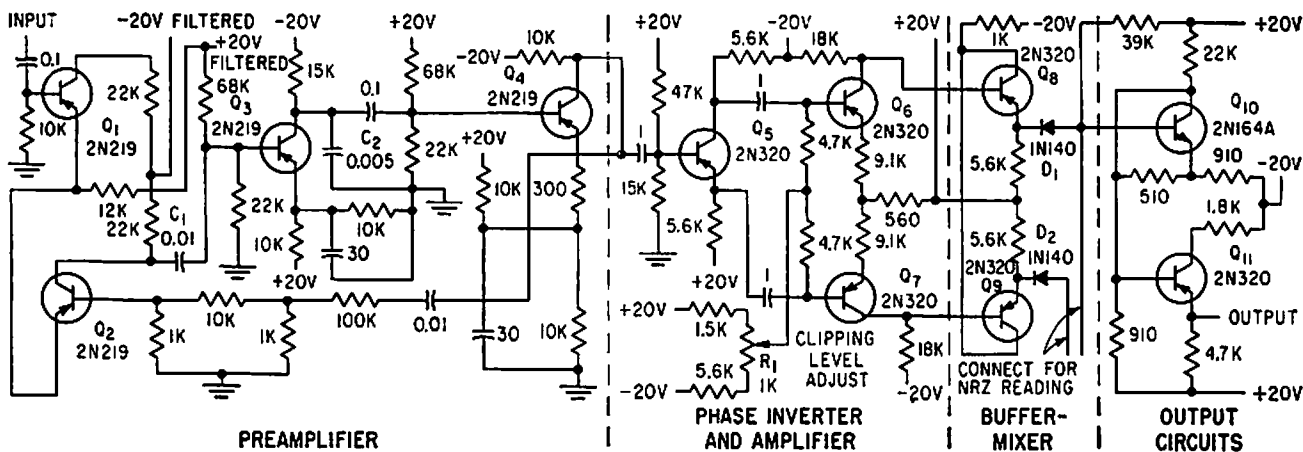 INPUT
-20V FILTERED
+20V FILTERED
0.1
10K
Q1
2N219
22K
68K
Q3
2N219
12K
22K
C1
0.01
22K
Q2
2N219
1K
10K
1K
100K
0.01
-20V
15K
0.1
C2
0.005
10K
30
10K
+20V
+20V
68K
22K
-20V
10K
Q4
2N219
+20V
10K
300
30
10K
PREAMPLIFIER
+20V
47K
1
15K
5.6K
-20V
18K
1
Q5
2N320
5.6K
+20V
4.7K
Q6
2N320
9.1K
560
4.7K
9.1K
1
Q7
2N320
+20V
1.5K
R1
1K
5.6K
-20V
CLIPPING
LEVEL
ADJUST
18K
-20V
+20V
PHASE INVERTER
AND AMPLIFIER
-20V
1K
2N320
Q8
1N140
D1
5.6K
5.6K
D2
1N140
2N320
Q9
CONNECT FOR
NRZ READING
BUFFER-
MIXER
39K
+20V
22K
Q10
2N164A
910
-20V
510
1.8K
Q11
2N320
OUTPUT
910
4.7K
+20V
OUTPUT
CIRCUITS